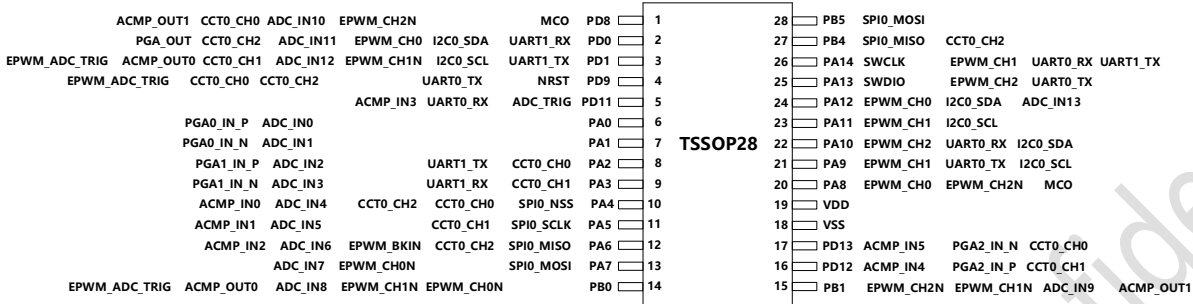 ACMP_OUT1 CCT0_CH0 ADC_IN10 EPWM_CH2N MCO PD8 1 28 PB5 SPI0_MOSI
PGA_OUT CCT0_CH2 ADC_IN11 EPWM_CH0 I2C0_SDA UART1_RX PD0 2 27 PB4 SPI0_MISO CCT0_CH2
EPWM_ADC_TRIG ACMP_OUT0 CCT0_CH1 ADC_IN12 EPWM_CH1N I2C0_SCL UART1_TX PD1 3 26 PA14 SWCLK EPWM_CH1 UART0_RX UART1_TX
EPWM_ADC_TRIG CCT0_CH0 CCT0_CH2 UART0_TX NRST PD9 4 25 PA13 SWDIO EPWM_CH2 UART0_TX
ACMP_IN3 UART0_RX ADC_TRIG PD11 5 24 PA12 EPWM_CH0 I2C0_SDA ADC_IN13
PGA0_IN_P ADC_IN0 PA0 6 23 PA11 EPWM_CH1 I2C0_SCL
PGA0_IN_N ADC_IN1 PA1 7 TSSOP28 22 PA10 EPWM_CH2 UART0_RX I2C0_SDA
PGA1_IN_P ADC_IN2 UART1_TX CCT0_CH0 PA2 8 21 PA9 EPWM_CH1 UART0_TX I2C0_SCL
PGA1_IN_N ADC_IN3 UART1_RX CCT0_CH1 PA3 9 20 PA8 EPWM_CH0 EPWM_CH2N MCO
ACMP_IN0 ADC_IN4 CCT0_CH2 CCT0_CH0 SPI0_NSS PA4 10 19 VDD
ACMP_IN1 ADC_IN5 CCT0_CH1 SPI0_SCLK PA5 11 18 VSS
ACMP_IN2 ADC_IN6 EPWM_BKIN CCT0_CH2 SPI0_MISO PA6 12 17 PD13 ACMP_IN5 PGA2_IN_N CCT0_CH0
ADC_IN7 EPWM_CH0N SPI0_MOSI PA7 13 16 PD12 ACMP_IN4 PGA2_IN_P CCT0_CH1
EPWM_ADC_TRIG ACMP_OUT0 ADC_IN8 EPWM_CH1N EPWM_CH0N PB0 14 15 PB1 EPWM_CH2N EPWM_CH1N ADC_IN9 ACMP_OUT1